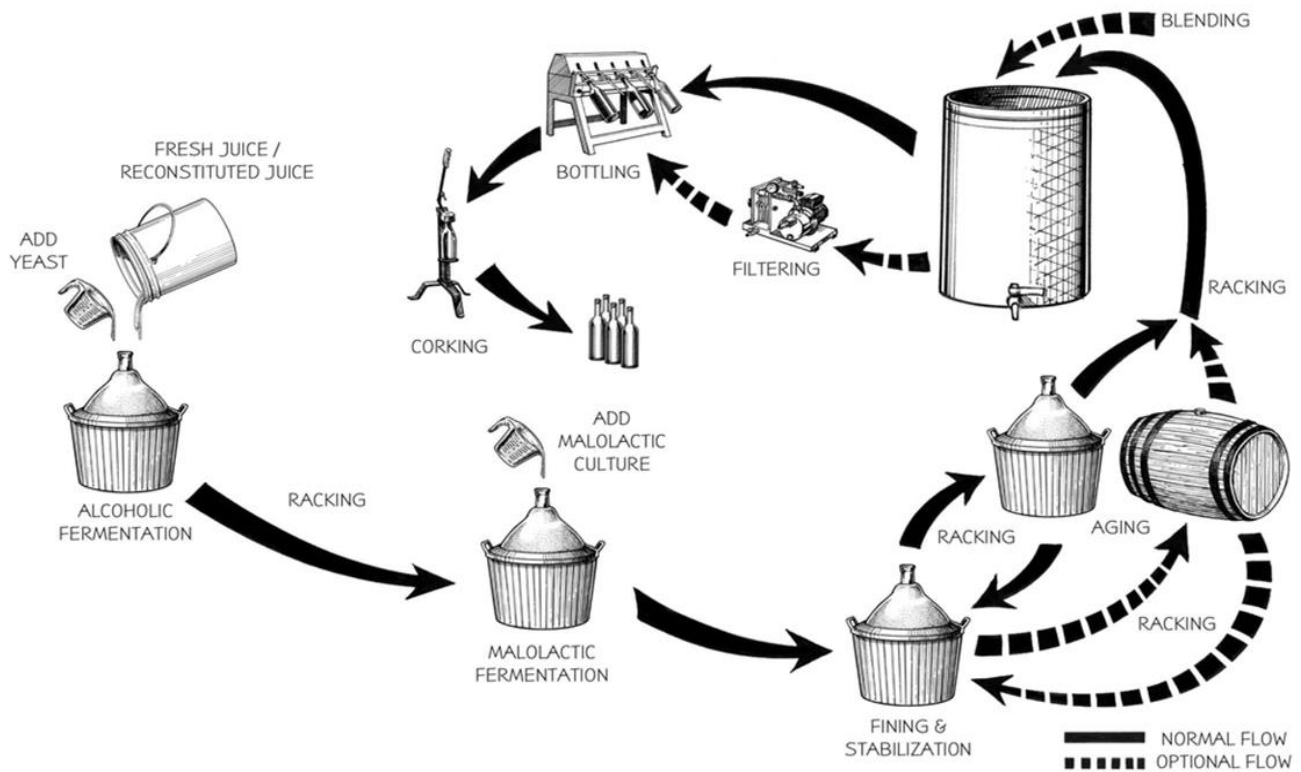 BLENDING
BOTTLING
FRESH JUICE /
RECONSTITUTED JUICE
ADD
YEAST
FILTERING
RACKING
CORKING
ADD
MALOLACTIC
CULTURE
RACKING
ALCOHOLIC
FERMENTATION
RACKING
AGING
RACKING
MALOLACTIC
FERMENTATION
FINING &
STABILIZATION
NORMAL FLOW
OPTIONAL FLOW